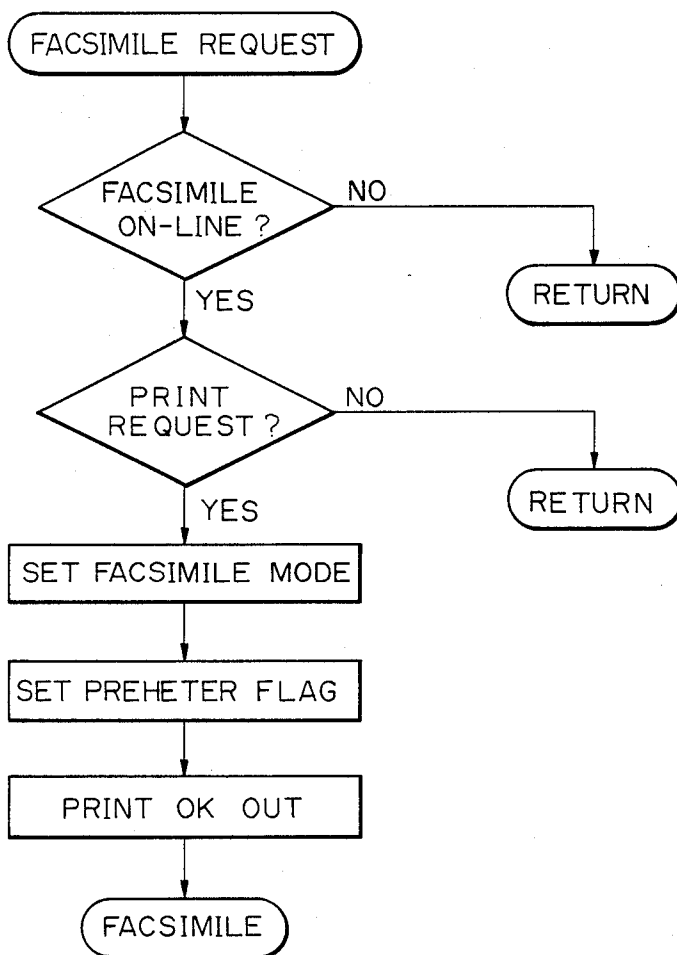 FACSIMILE REQUEST
FACSIMILE
ON-LINE ?
NO
RETURN
YES
PRINT
REQUEST ?
NO
RETURN
YES
SET FACSIMILE MODE
SET PREHETER FLAG
PRINT OK OUT
FACSIMILE